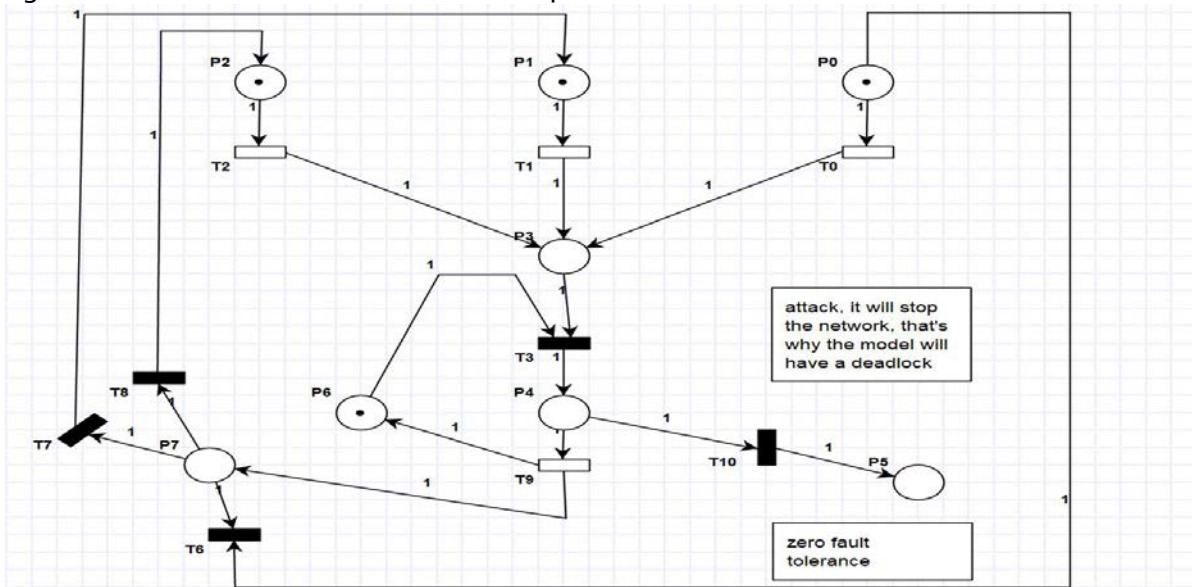 1
P2
P1
P0
1
1
1
1
T2
T1
T0
1
1
1
P3
1
1
attack, it will stop
the network, that's
why the model will
have a deadlock
T3
1
T8
P6
P4
1
1
1
T7
1
P7
1
1
T10
P5
T9
1
1
1
T6
zero fault
tolerance